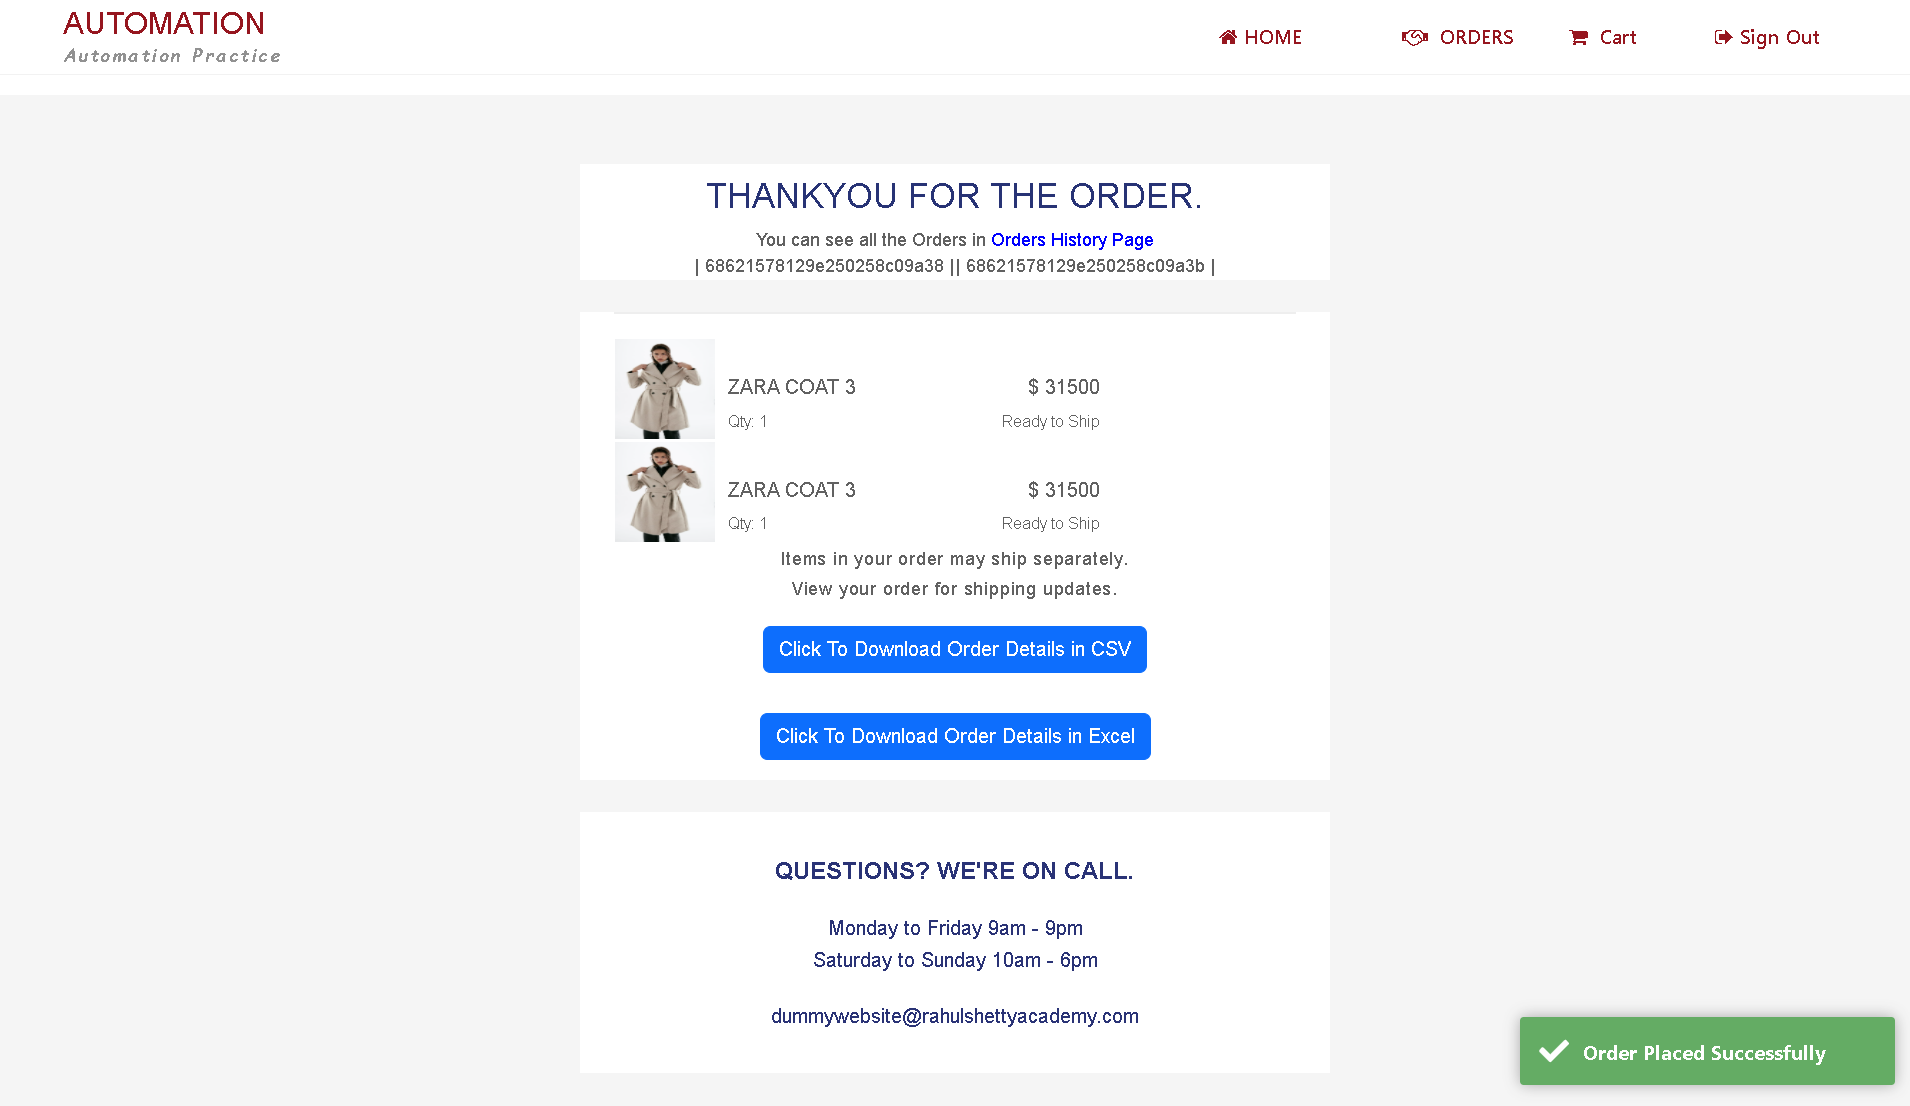 AUTOMATION
Automation Practice
HOME
ORDERS
Cart
Sign Out
THANKYOU FOR THE ORDER.
You can see all the Orders in Orders History Page
| 68621578129e250258c09a38 || 68621578129e250258c09a3b |
ZARA COAT 3
$ 31500
Qty: 1
Ready to Ship
ZARA COAT 3
$ 31500
Qty: 1
Ready to Ship
Items in your order may ship separately.
View your order for shipping updates.
Click To Download Order Details in CSV
Click To Download Order Details in Excel
QUESTIONS? WE'RE ON CALL.
Monday to Friday 9am - 9pm
Saturday to Sunday 10am - 6pm
dummywebsite@rahulshettyacademy.com
Order Placed Successfully